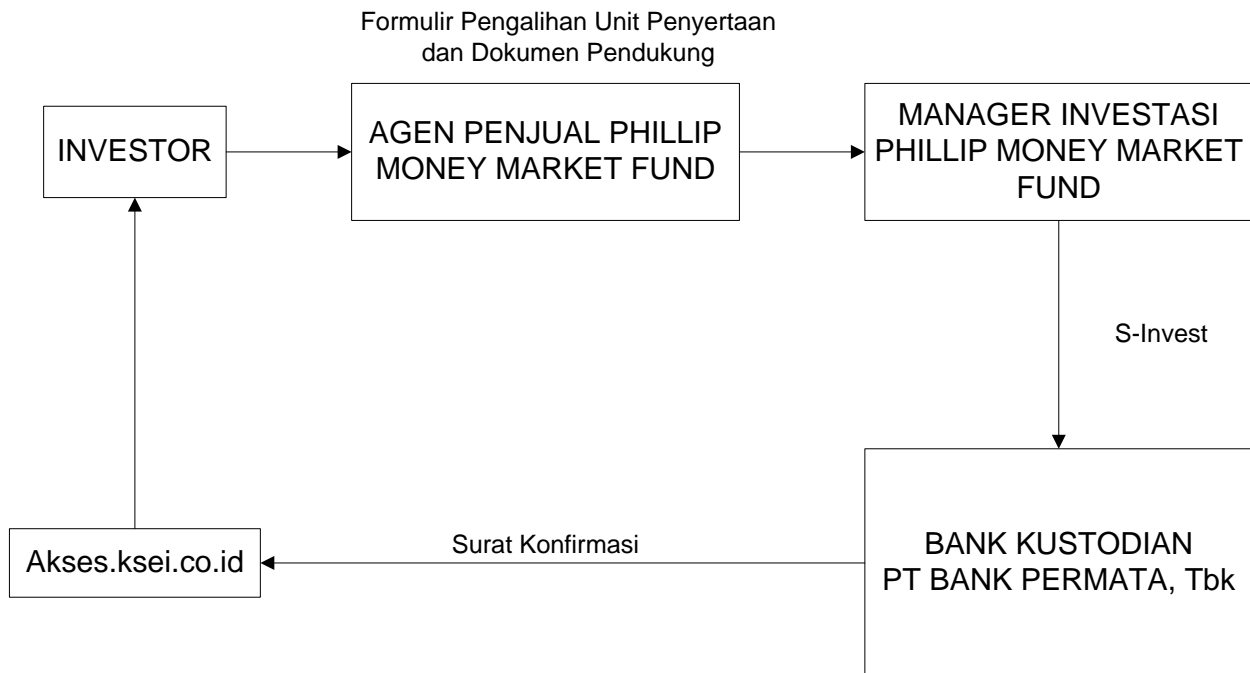 Formulir Pengalihan Unit Penyertaan
dan Dokumen Pendukung
INVESTOR
AGEN PENJUAL PHILLIP
MONEY MARKET FUND
MANAGER INVESTASI
PHILLIP MONEY MARKET
FUND
S-Invest
Akses.ksei.co.id
Surat Konfirmasi
BANK KUSTODIAN
PT BANK PERMATA, Tbk